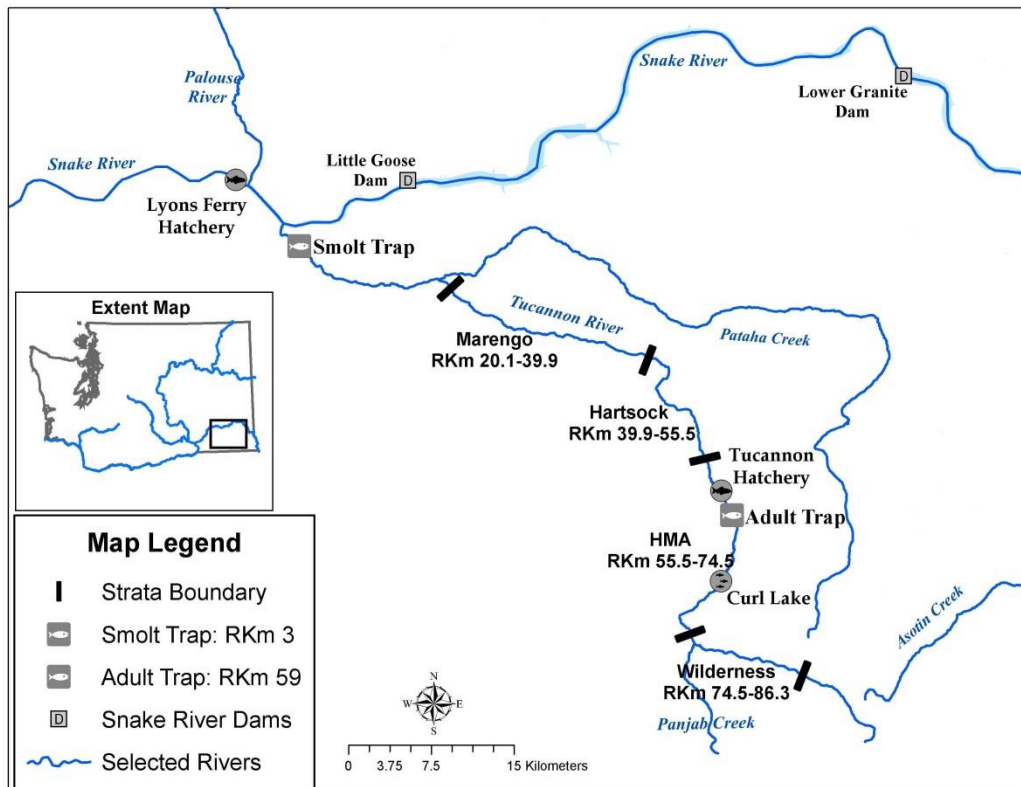 Palouse
River
Snake River
Lower Granite
Dam
D
Snake River
Little Goose
Dam
D
Lyons Ferry
Hatchery
Smolt Trap
Extent Map
Tucannon River
Marengo
RKm 20.1-39.9
Pataha Creek
Hartsock
RKm 39.9-55.5
Tucannon
Hatchery
Adult Trap
HMA
RKm 55.5-74.5
Curl Lake
Asotin Creek
Wilderness
RKm 74.5-86.3
Panjab Creek
Map Legend
Strata Boundary
Smolt Trap: RKm 3
Adult Trap: RKm 59
D Snake River Dams
Selected Rivers
N
W E
S
0 3.75 7.5 15 Kilometers